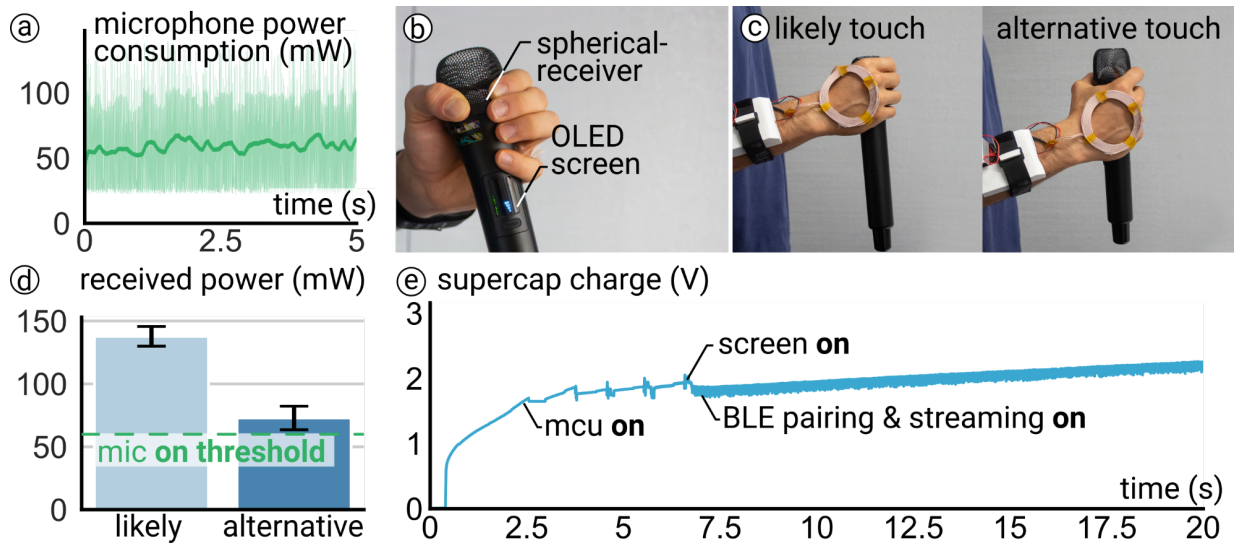 a
microphone power
consumption (mW)
100
50
0
time (s)
0
2.5
5
b
spherical-
receiver
OLED
screen
c
likely touch
alternative touch
d
received power (mW)
150
100
50
0
mic on threshold
likely
alternative
e
supercap charge (V)
3
2
1
0
screen on
mcu on
BLE pairing & streaming on
time (s)
0
2.5
5
7.5
10
12.5
15
17.5
20